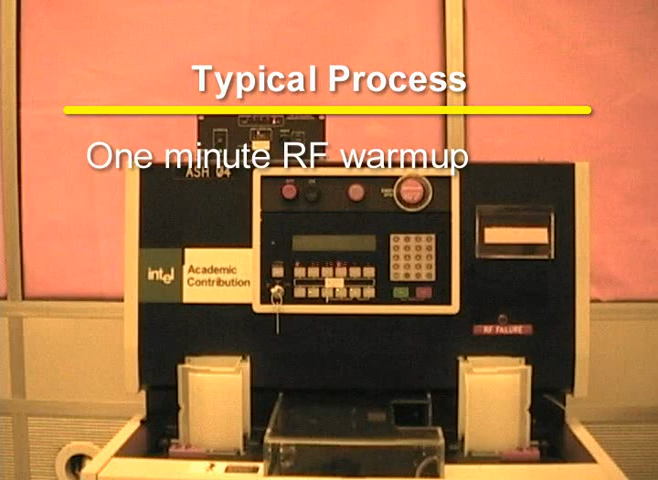 Typical Process
One minute RF warmup
ASH 04
intel
Academic
Contribution
RF FAILURE